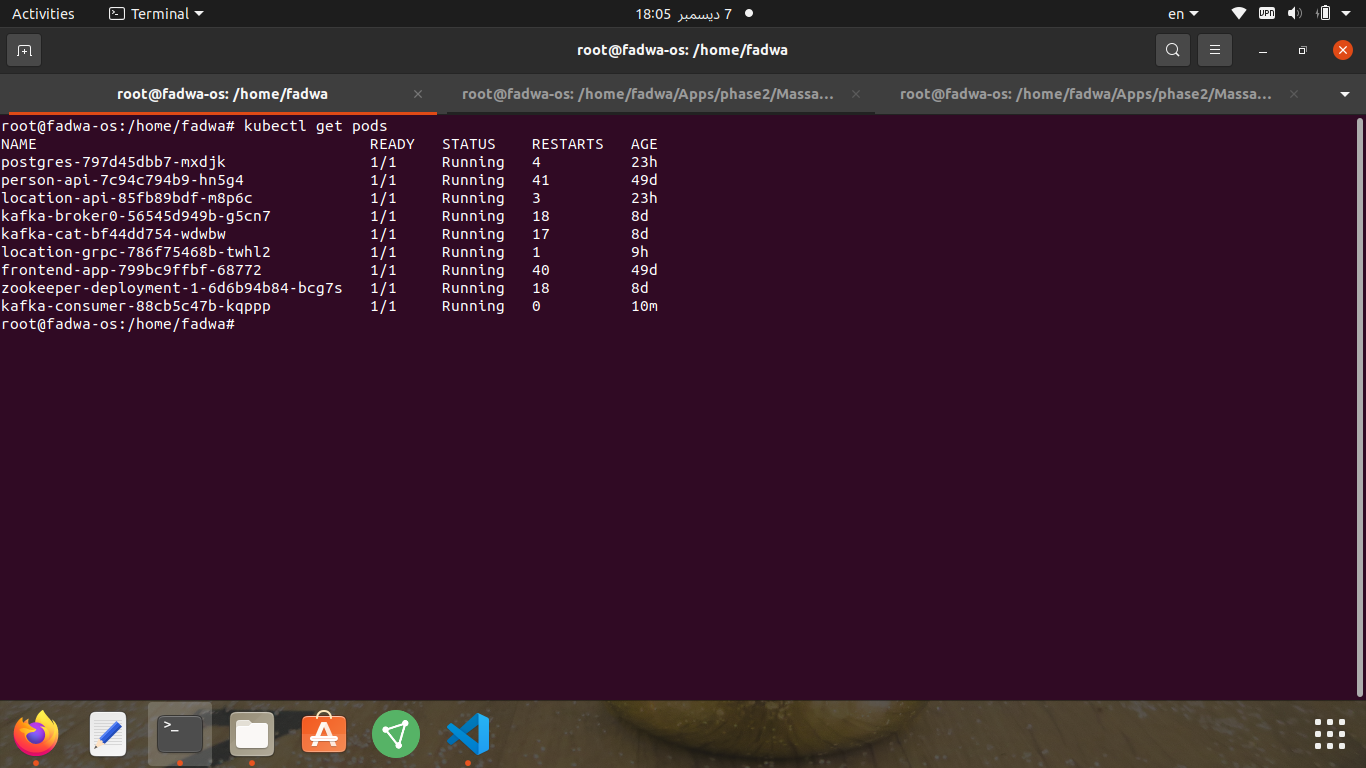 Activities Terminal 18:05 7 ديسمبر en VPN
root@fadwa-os: /home/fadwa
root@fadwa-os: /home/fadwa root@fadwa-os: /home/fadwa/Apps/phase2/Massa... root@fadwa-os: /home/fadwa/Apps/phase2/Massa...
root@fadwa-os:/home/fadwa# kubectl get pods
NAME READY STATUS RESTARTS AGE
postgres-797d45dbb7-mxdjk 1/1 Running 4 23h
person-api-7c94c794b9-hn5g4 1/1 Running 41 49d
location-api-85fb89bdf-m8p6c 1/1 Running 3 23h
kafka-broker0-56545d949b-g5cn7 1/1 Running 18 8d
kafka-cat-bf44dd754-wdwbw 1/1 Running 17 8d
location-grpc-786f75468b-twhl2 1/1 Running 1 9h
frontend-app-799bc9ffbf-68772 1/1 Running 40 49d
zookeeper-deployment-1-6d6b94b84-bcg7s 1/1 Running 18 8d
kafka-consumer-88cb5c47b-kqppp 1/1 Running 0 10m
root@fadwa-os:/home/fadwa#